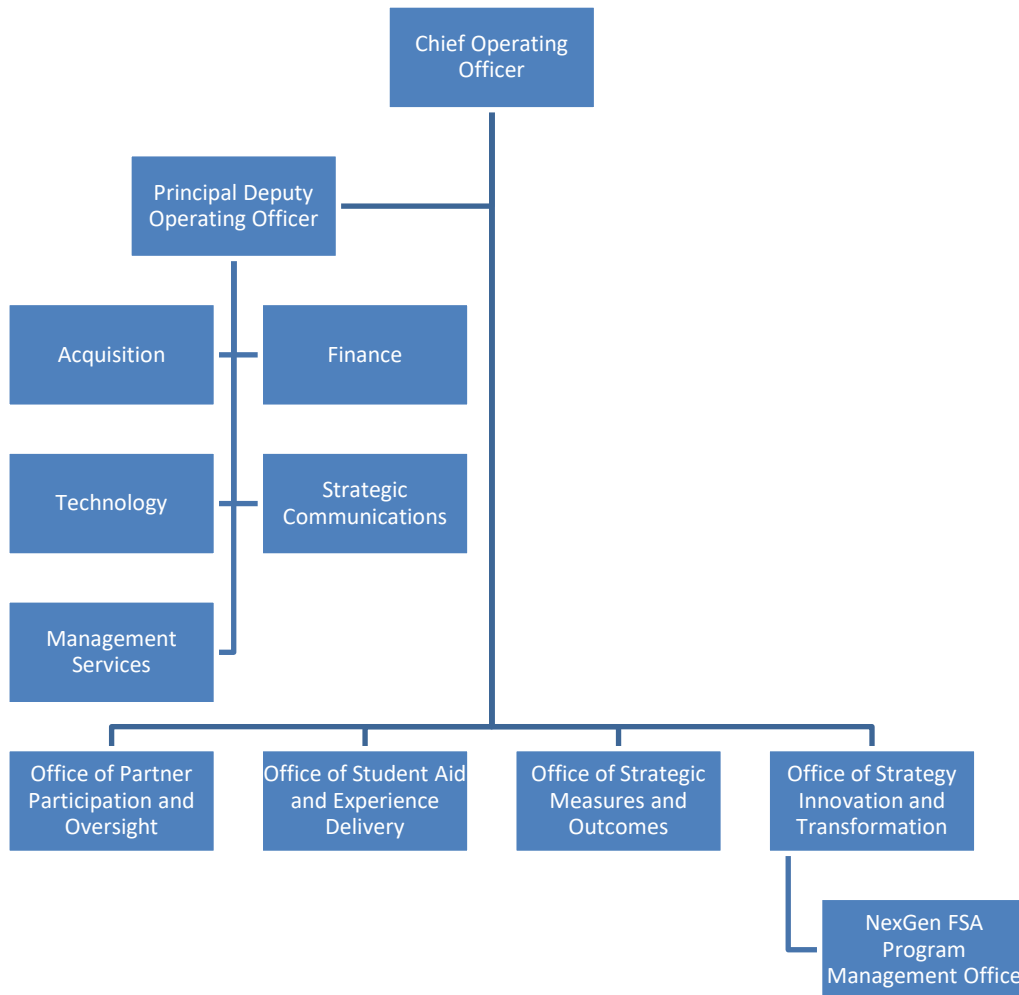 Chief Operating
Officer
Principal Deputy
Operating Officer
Acquisition
Finance
Technology
Strategic
Communications
Management
Services
Office of Partner
Participation and
Oversight
Office of Student Aid
and Experience
Delivery
Office of Strategic
Measures and
Outcomes
Office of Strategy
Innovation and
Transformation
NexGen FSA
Program
Management Office